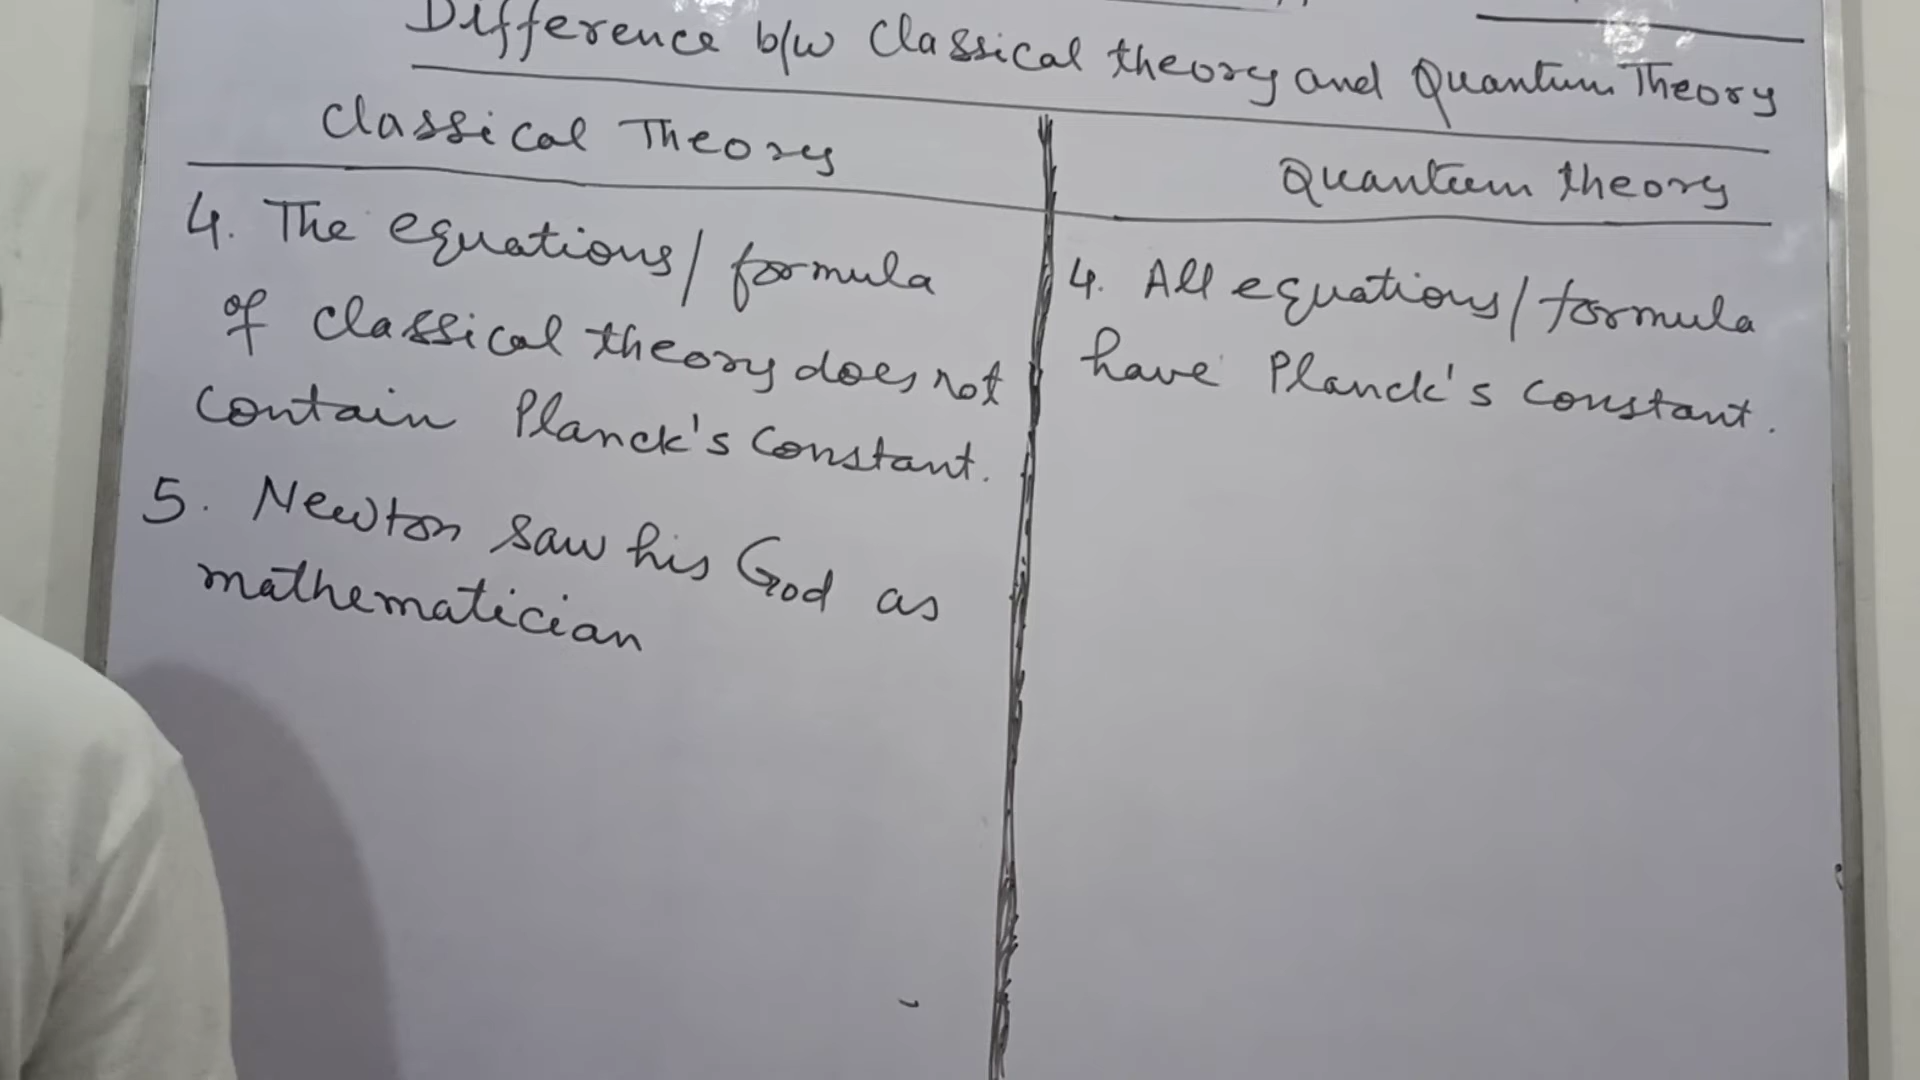 Difference b/w Classical theory and Quantum Theory
Classical Theory
4. The equations/formula
of classical theory does not
contain Planck's constant.
5. Newton saw his God as
mathematician
Quantum theory
4. All equations/formula
have Planck's constant.